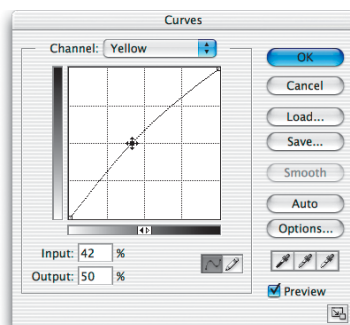 Curves
Channel: Yellow
OK
Cancel
Load...
Save...
Smooth
Auto
Options...
Input: 42 %
Output: 50 %
Preview